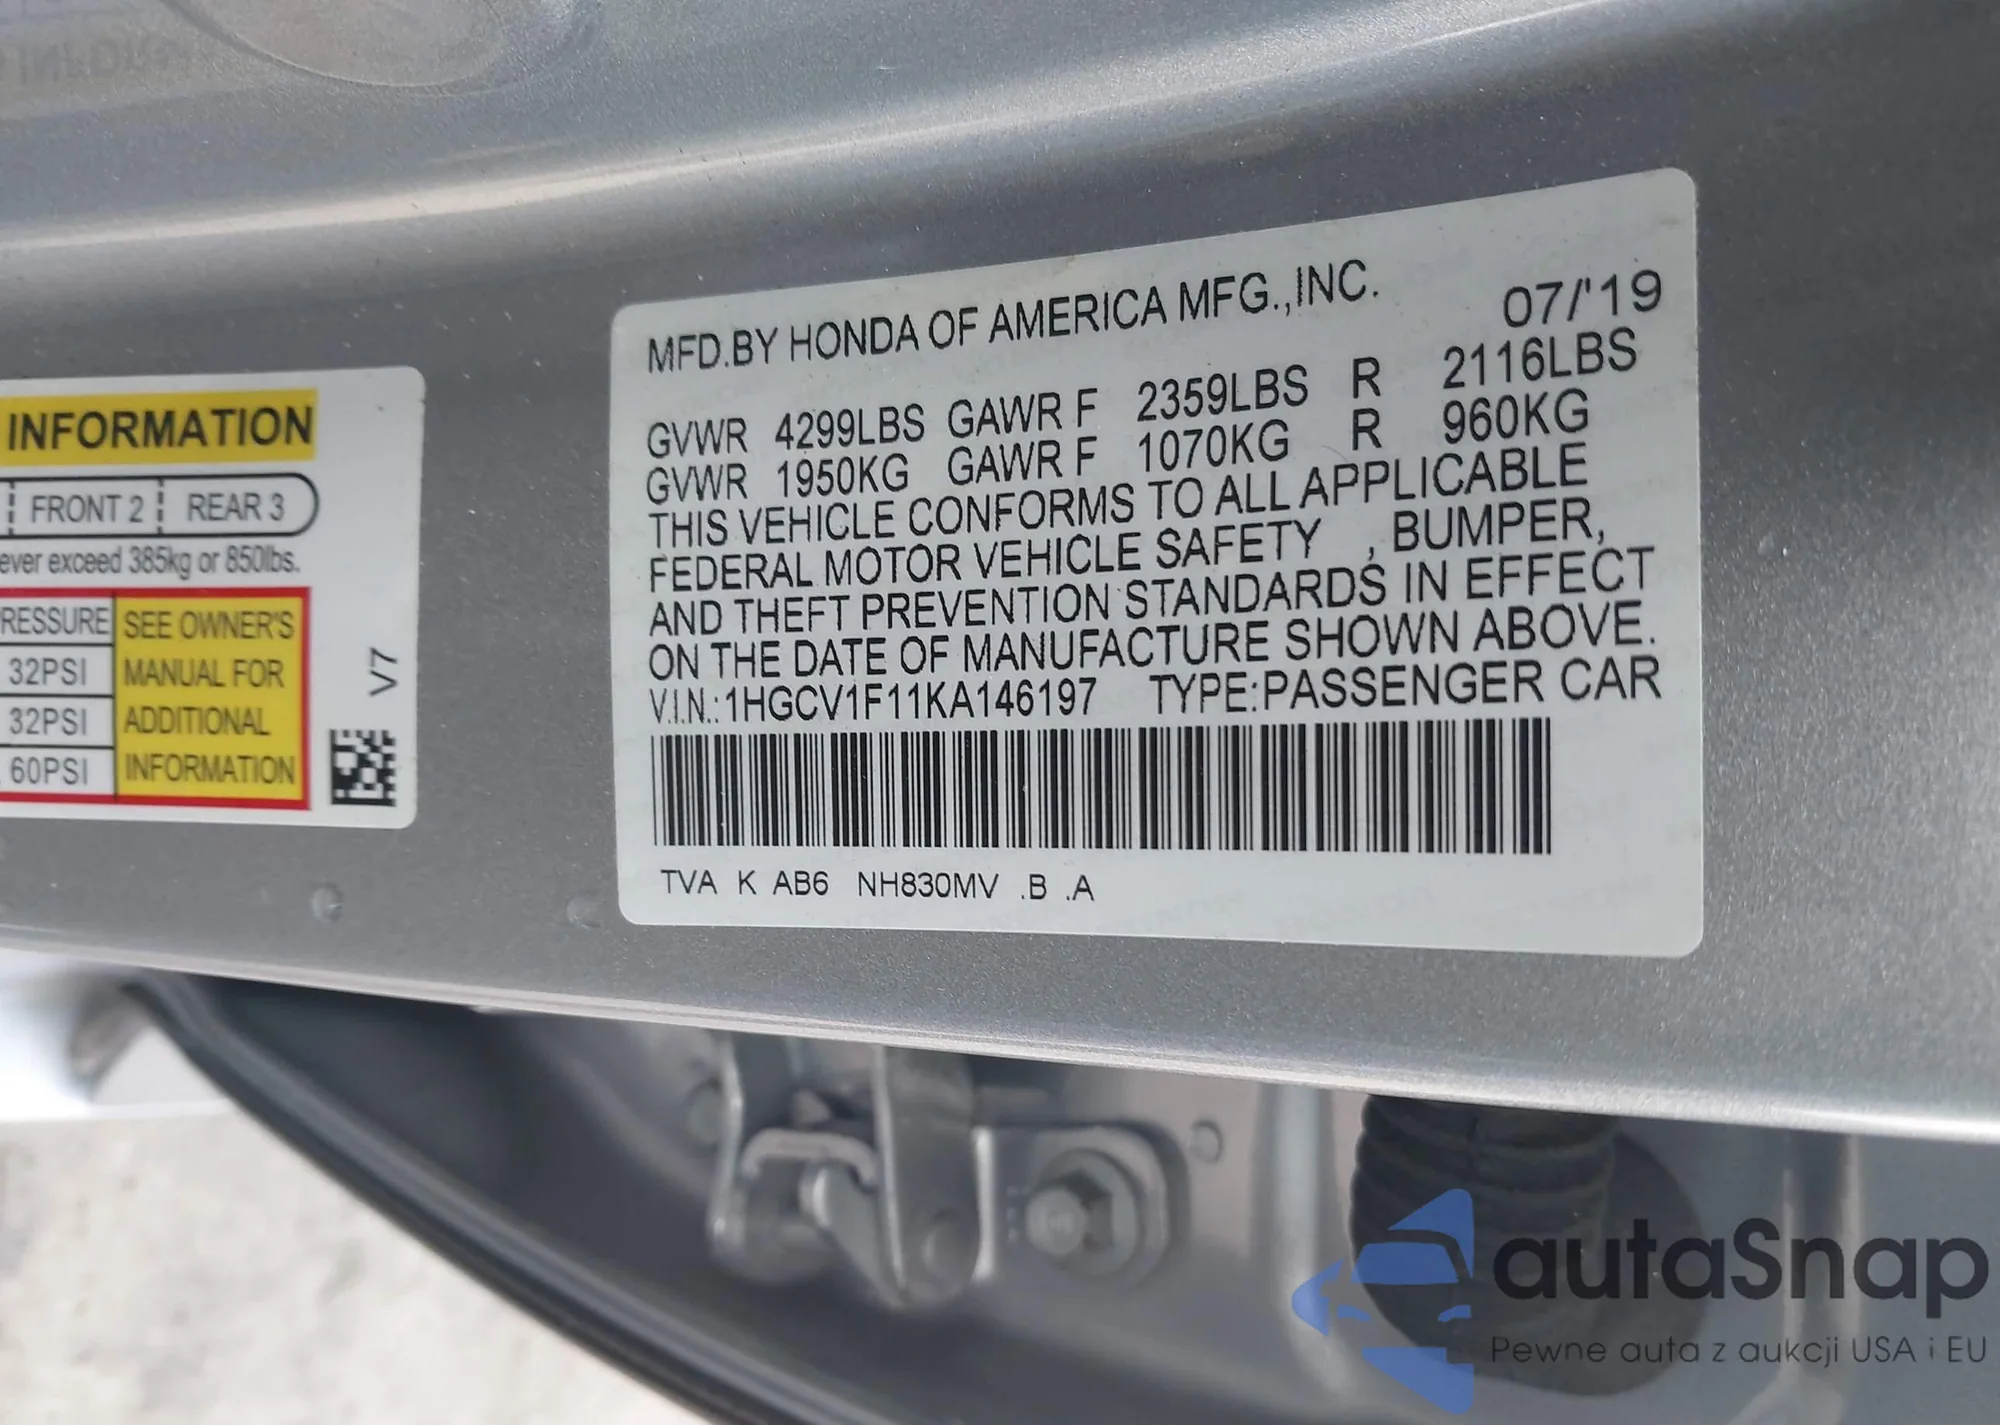 INFORMATION
FRONT 2 REAR 3
ever exceed 385kg or 850lbs.
RESSURE SEE OWNER'S
32PSI MANUAL FOR
32PSI ADDITIONAL
60PSI INFORMATION
V7
MFD.BY HONDA OF AMERICA MFG.,INC. 07/'19
GVWR 4299LBS GAWR F 2359LBS R 2116LBS
GVWR 1950KG GAWR F 1070KG R 960KG
THIS VEHICLE CONFORMS TO ALL APPLICABLE
FEDERAL MOTOR VEHICLE SAFETY , BUMPER,
AND THEFT PREVENTION STANDARDS IN EFFECT
ON THE DATE OF MANUFACTURE SHOWN ABOVE.
V.I.N.: 1HGCV1F11KA146197 TYPE:PASSENGER CAR
TVA K AB6 NH830MV .B .A
autaSnap
Pewne auta z aukcji USA i EU